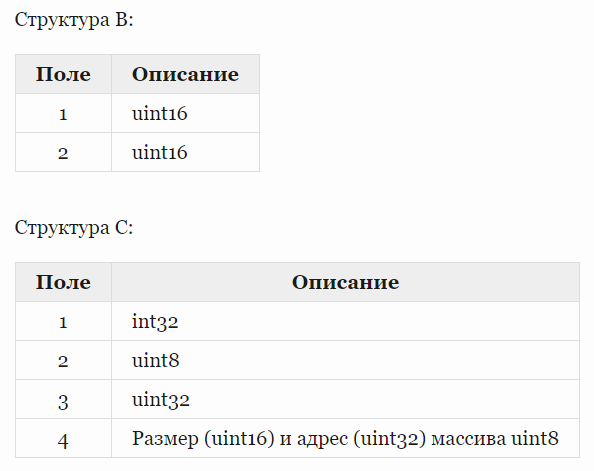 Структура B:
Поле Описание
1 uint16
2 uint16
Структура C:
Поле Описание
1 int32
2 uint8
3 uint32
4 Размер (uint16) и адрес (uint32) массива uint8